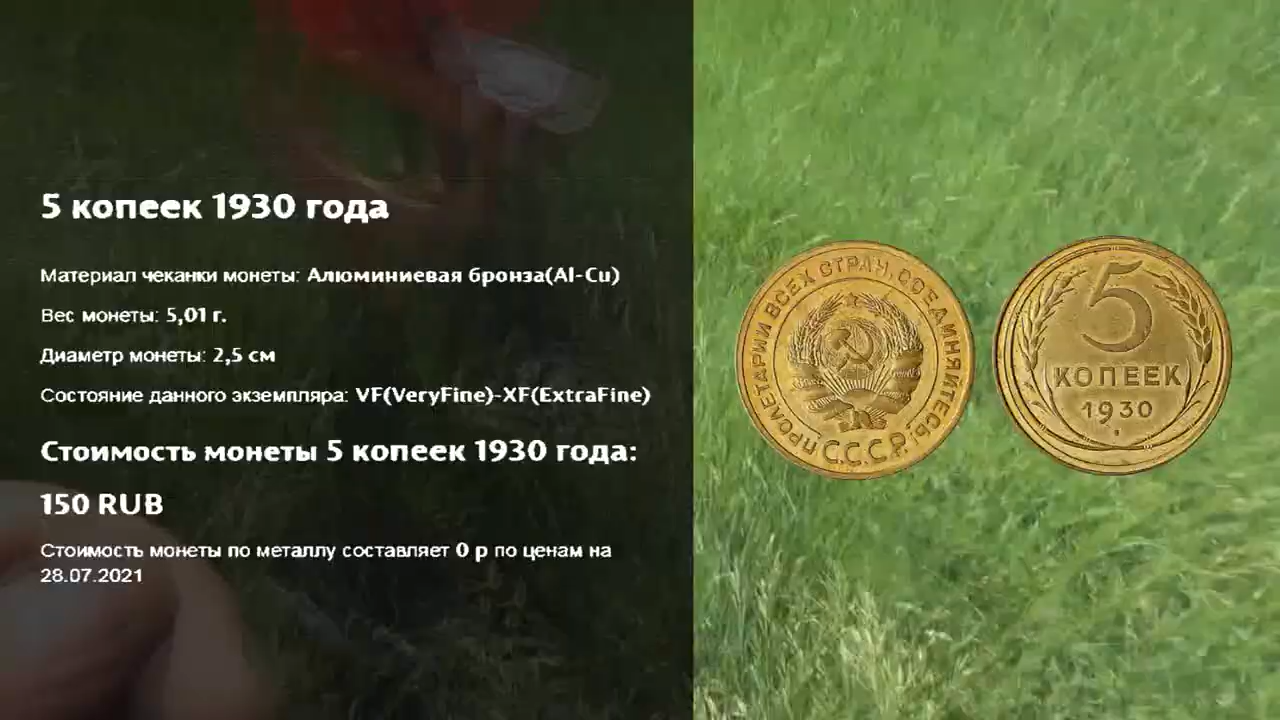 5 копеек 1930 года
Материал чеканки монеты: Алюминиевая бронза(Al-Cu)
Вес монеты: 5,01 г.
Диаметр монеты: 2,5 см
Состояние данного экземпляра: VF(VeryFine)-XF(ExtraFine)
Стоимость монеты 5 копеек 1930 года:
150 RUB
Стоимость монеты по металлу составляет 0 р по ценам на
28.07.2021
ПРОЛЕТАРИИ ВСЕХ СТРАН, СОЕДИНЯЙТЕСЬ!
С.С.С.Р.
5
КОПЕЕК
1930